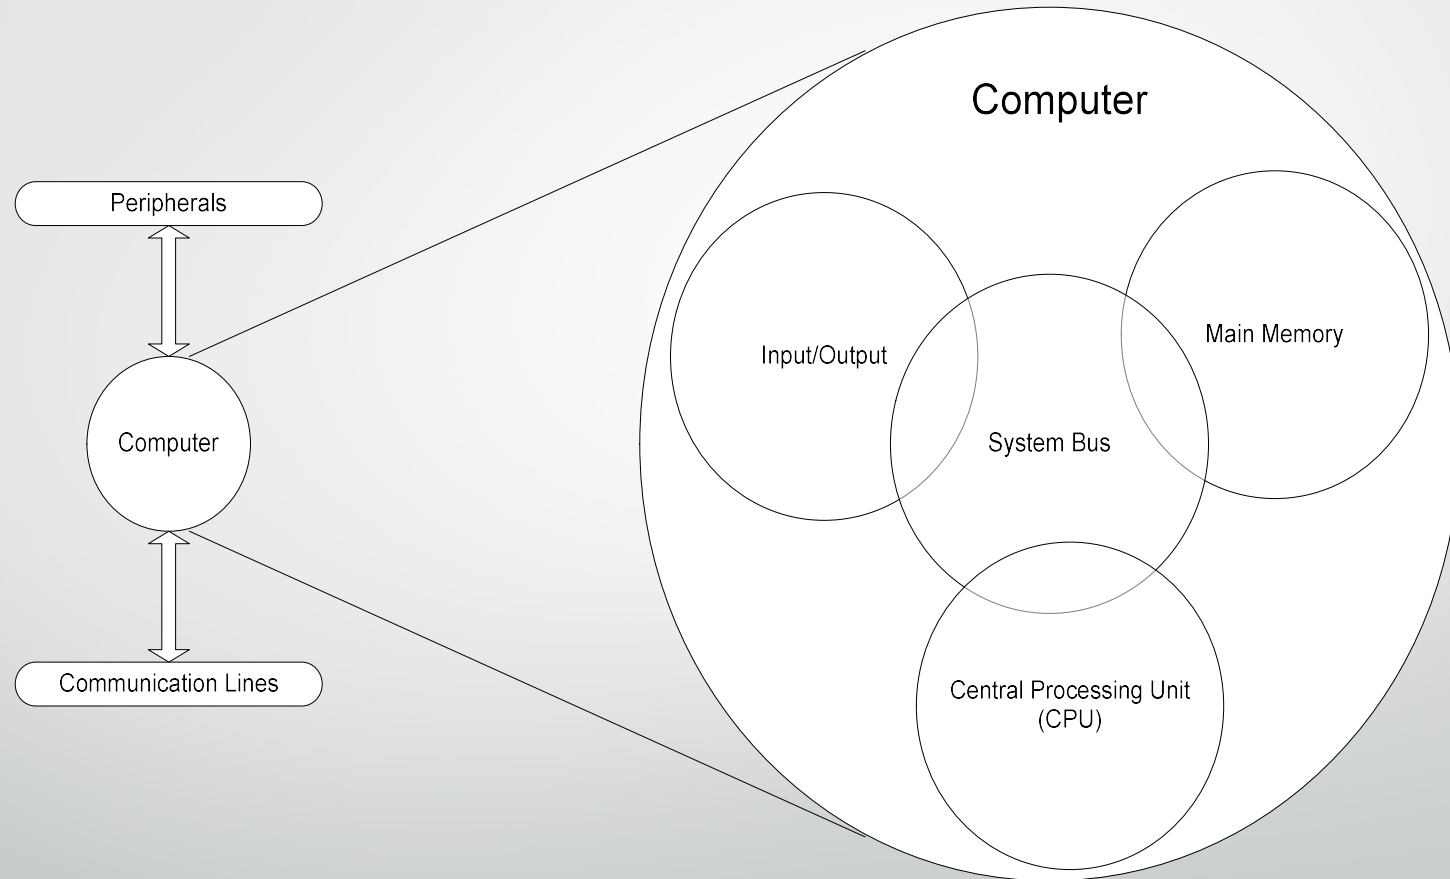 Peripherals
Computer
Communication Lines
Computer
Input/Output
Main Memory
System Bus
Central Processing Unit
(CPU)